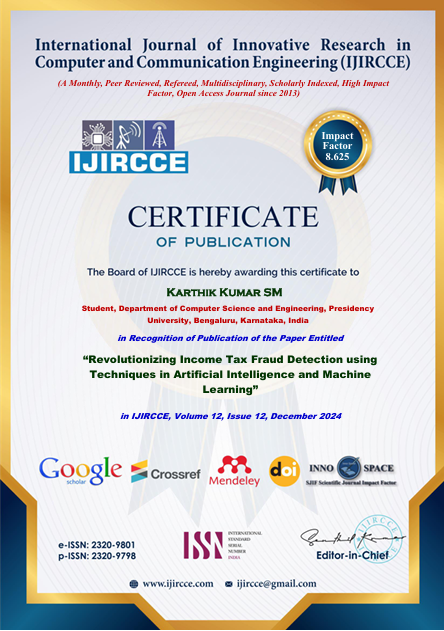 International Journal of Innovative Research in
Computer and Communication Engineering (IJIRCCE)
(A Monthly, Peer Reviewed, Refereed, Multidisciplinary, Scholarly Indexed, High Impact
Factor, Open Access Journal since 2013)
IJIRCCE
Impact
Factor
8.625
CERTIFICATE
OF PUBLICATION
The Board of IJIRCCE is hereby awarding this certificate to
KARTHIK KUMAR SM
Student, Department of Computer Science and Engineering, Presidency
University, Bengaluru, Karnataka, India
in Recognition of Publication of the Paper Entitled
“Revolutionizing Income Tax Fraud Detection using
Techniques in Artificial Intelligence and Machine
Learning”
in IJIRCCE, Volume 12, Issue 12, December 2024
Google
scholar
Crossref
Mendeley
doi
INNO SPACE
SJIF Scientific Journal Impact Factor
e-ISSN: 2320-9801
p-ISSN: 2320-9798
ISSN
INTERNATIONAL
STANDARD
SERIAL
NUMBER
INDIA
IJIRCCE
Editor-in-Chief
www.ijircce.com
ijircce@gmail.com